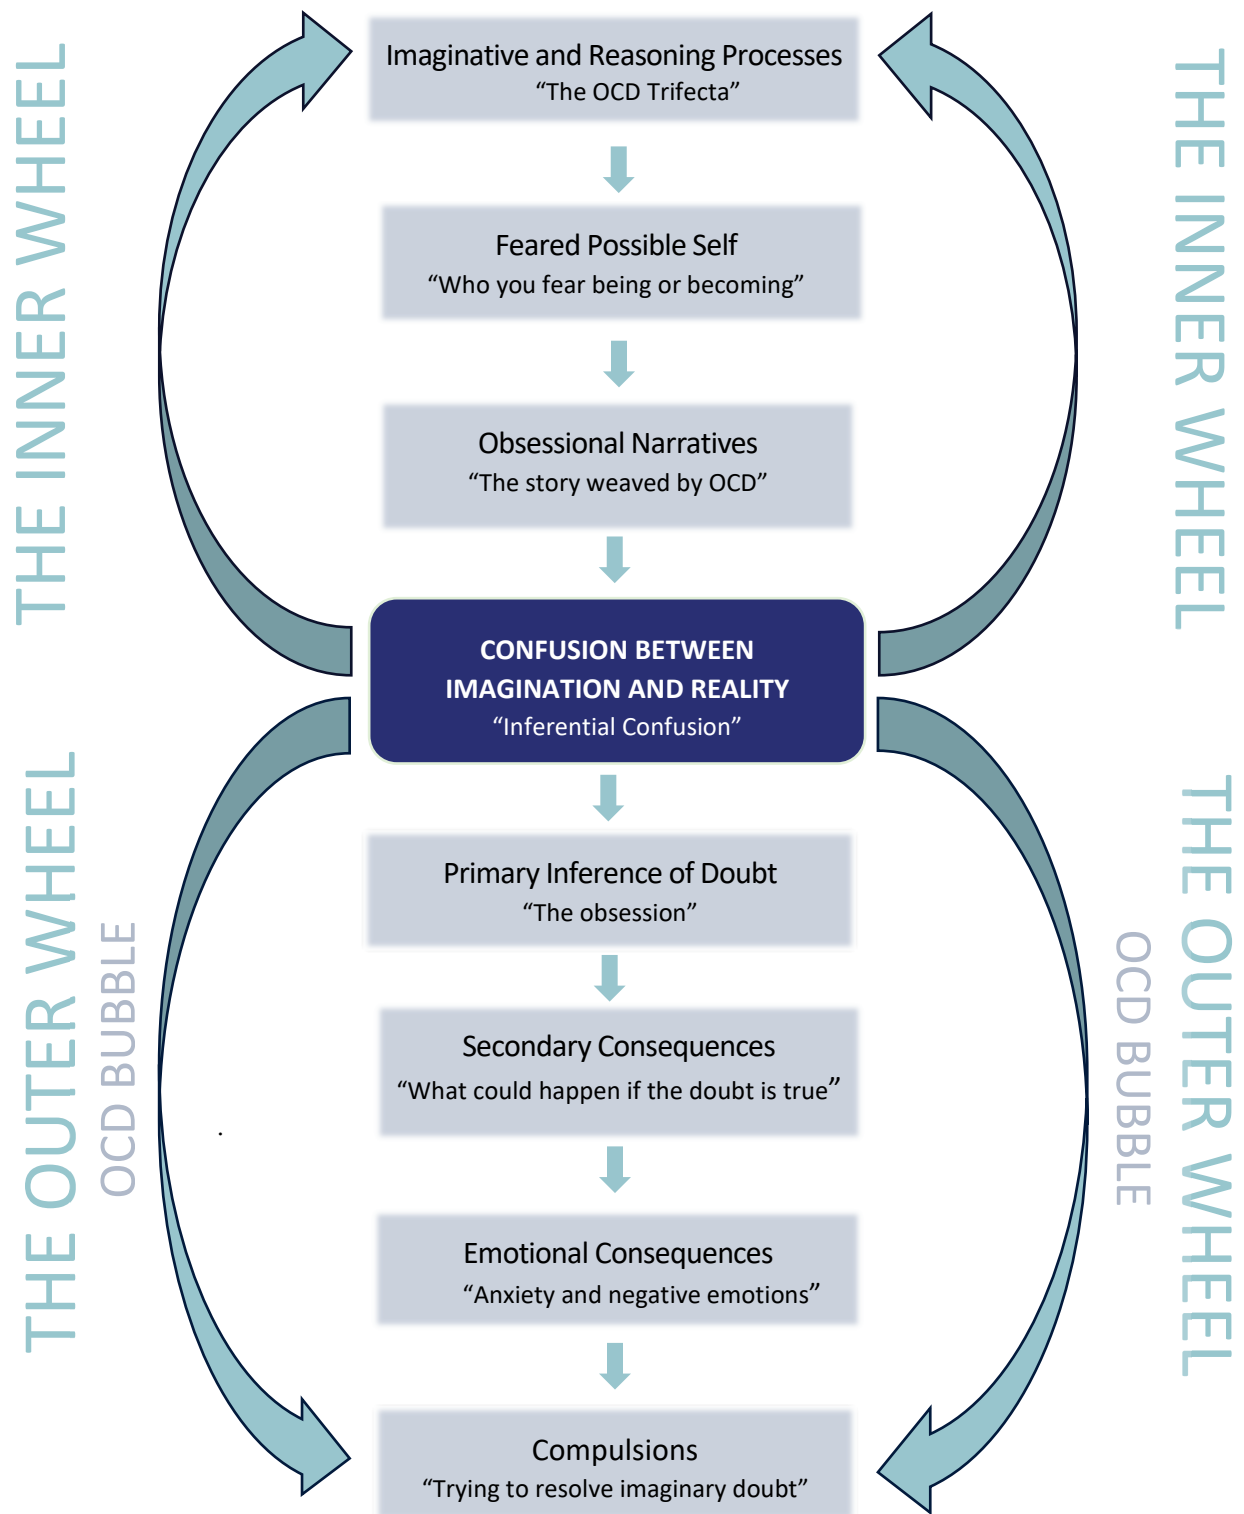 THE INNER WHEEL
THE INNER WHEEL
Imaginative and Reasoning Processes
“The OCD Trifecta”
Feared Possible Self
“Who you fear being or becoming”
Obsessional Narratives
“The story weaved by OCD”
CONFUSION BETWEEN
IMAGINATION AND REALITY
“Inferential Confusion”
THE OUTER WHEEL
OCD BUBBLE
OCD BUBBLE
THE OUTER WHEEL
Primary Inference of Doubt
“The obsession”
Secondary Consequences
“What could happen if the doubt is true”
.
Emotional Consequences
“Anxiety and negative emotions”
Compulsions
“Trying to resolve imaginary doubt”